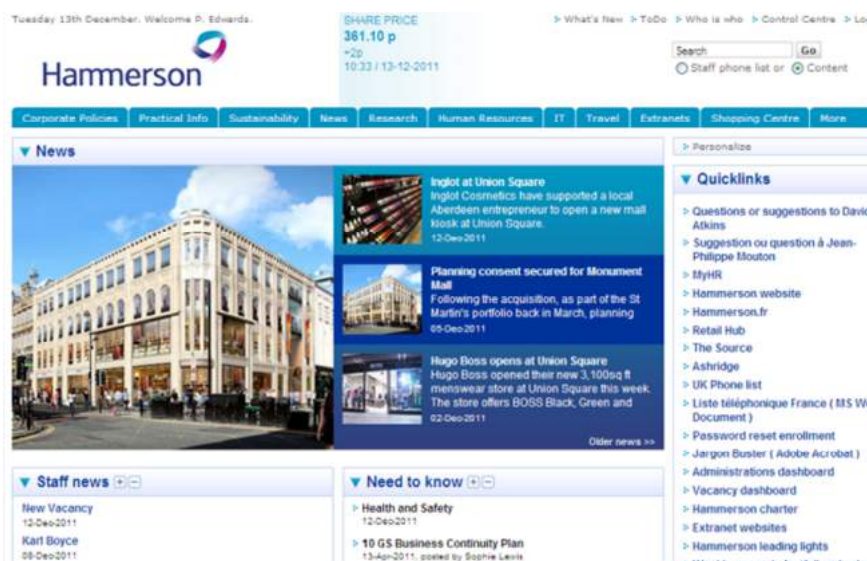 Tuesday 13th December. Welcome P. Edwards.
SHARE PRICE
361.10 p
+2p
10:33 / 13-12-2011
> What's New > ToDo > Who is who > Control Centre > Lo
Hammerson
Search Go
Staff phone list or Content
Corporate Policies Practical Info Sustainability News Research Human Resources IT Travel Extranets Shopping Centre More
News
Inglot at Union Square
Inglot Cosmetics have supported a local
Aberdeen entrepreneur to open a new mall
kiosk at Union Square.
12-Dec-2011
Planning consent secured for Monument
Mall
Following the acquisition, as part of the St
Martin's portfolio back in March, planning
05-Dec-2011
Hugo Boss opens at Union Square
Hugo Boss opened their new 3,100sq ft
menswear store at Union Square this week.
The store offers BOSS Black, Green and
02-Dec-2011
Older news >>
> Personalize
Quicklinks
> Questions or suggestions to David
Atkins
> Suggestion ou question à Jean-
Philippe Mouton
> MyHR
> Hammerson website
> Hammerson.fr
> Retail Hub
> The Source
> Ashridge
> UK Phone list
> Liste téléphonique France ( MS Wo
Document )
> Password reset enrollment
> Jargon Buster ( Adobe Acrobat )
> Administrations dashboard
> Vacancy dashboard
> Hammerson charter
> Extranet websites
> Hammerson leading lights
Staff news
New Vacancy
12-Dec-2011
Karl Boyce
08-Dec-2011
Need to know
> Health and Safety
12-Dec-2011
> 10 GS Business Continuity Plan
13-Apr-2011, posted by Sophie Lewis